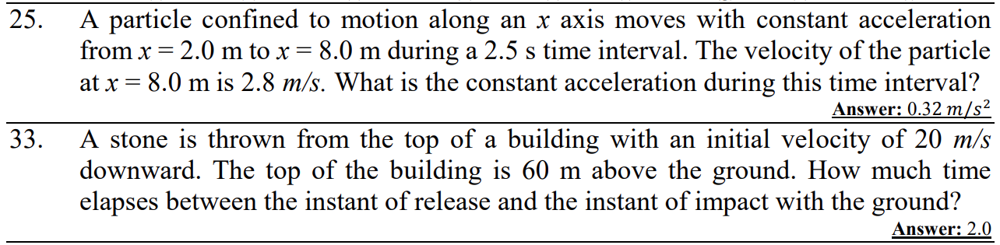 25. A particle confined to motion along an x axis moves with constant acceleration
from x = 2.0 m to x = 8.0 m during a 2.5 s time interval. The velocity of the particle
at x = 8.0 m is 2.8 m/s. What is the constant acceleration during this time interval?
Answer: 0.32 m/s²
33. A stone is thrown from the top of a building with an initial velocity of 20 m/s
downward. The top of the building is 60 m above the ground. How much time
elapses between the instant of release and the instant of impact with the ground?
Answer: 2.0